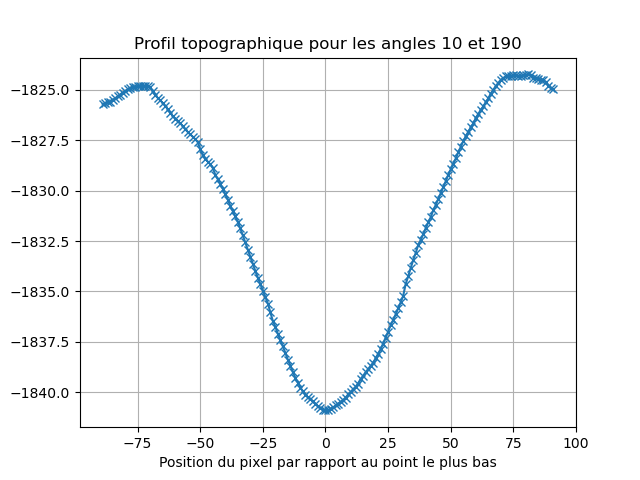 Profil topographique pour les angles 10 et 190
−1825.0
−1827.5
−1830.0
−1832.5
−1835.0
−1837.5
−1840.0
−75 −50 −25 0 25 50 75 100
Position du pixel par rapport au point le plus bas